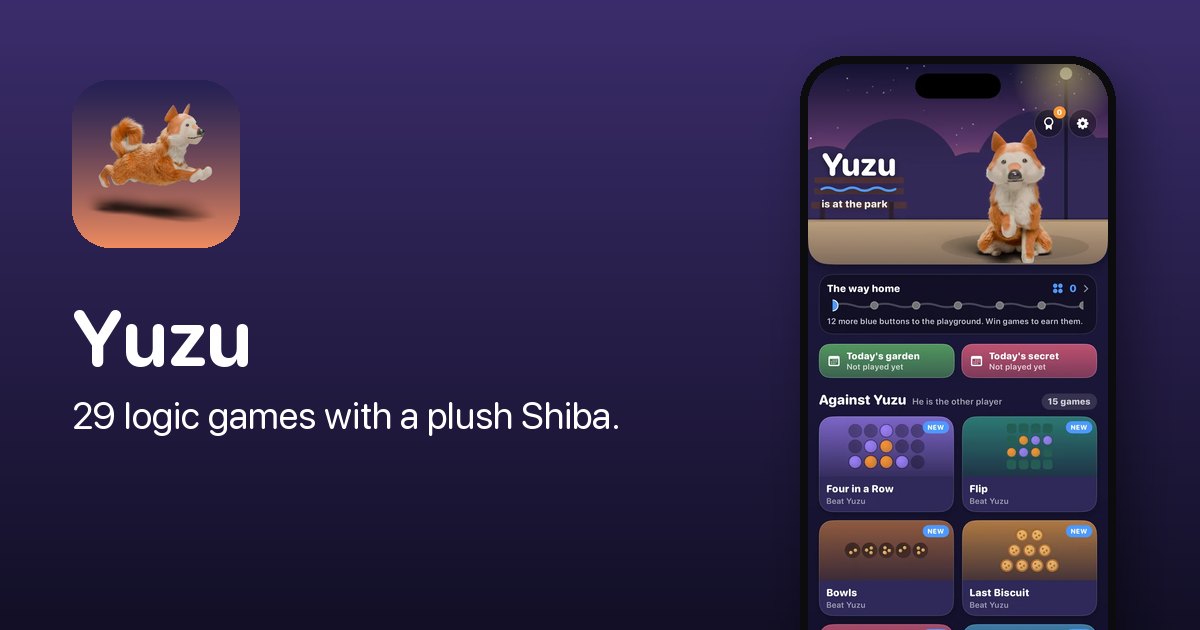 Yuzu
29 logic games with a plush Shiba.
0
Yuzu
is at the park
The way home
0
12 more blue buttons to the playground. Win games to earn them.
Today's garden
Not played yet
Today's secret
Not played yet
Against Yuzu He is the other player
15 games
NEW
Four in a Row
Beat Yuzu
NEW
Flip
Beat Yuzu
NEW
Bowls
Beat Yuzu
NEW
Last Biscuit
Beat Yuzu